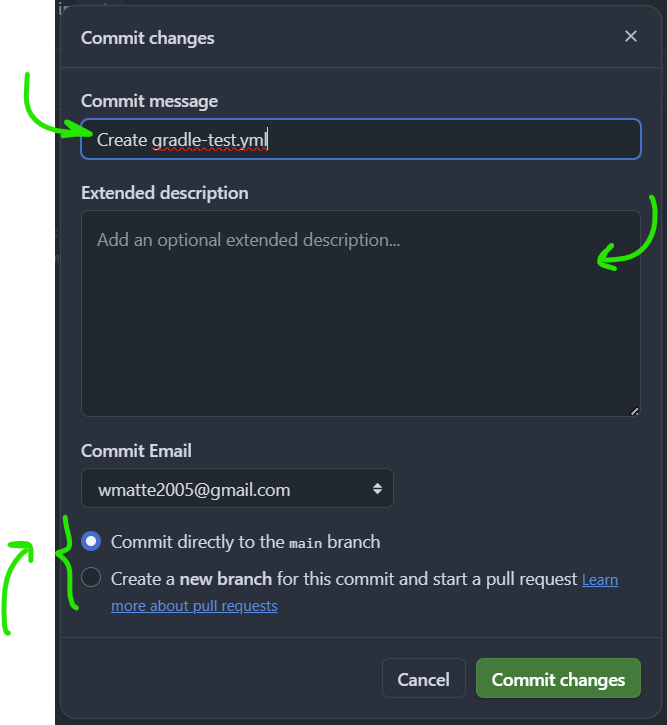 Commit changes
Commit message
Create gradle-test.yml
Extended description
Add an optional extended description...
Commit Email
wmatte2005@gmail.com
Commit directly to the main branch
Create a new branch for this commit and start a pull request Learn
more about pull requests
Cancel
Commit changes